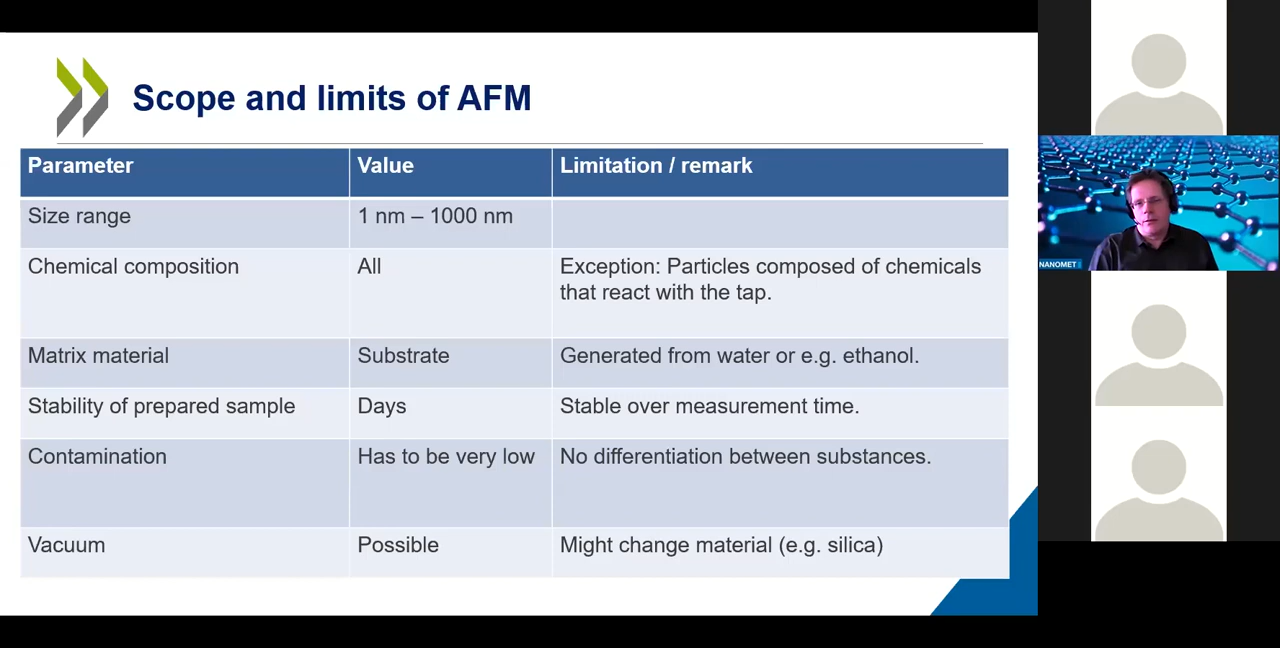 Scope and limits of AFM
Parameter Value Limitation / remark
Size range 1 nm – 1000 nm
Chemical composition All Exception: Particles composed of chemicals
that react with the tap.
Matrix material Substrate Generated from water or e.g. ethanol.
Stability of prepared sample Days Stable over measurement time.
Contamination Has to be very low No differentiation between substances.
Vacuum Possible Might change material (e.g. silica)
NANOMET